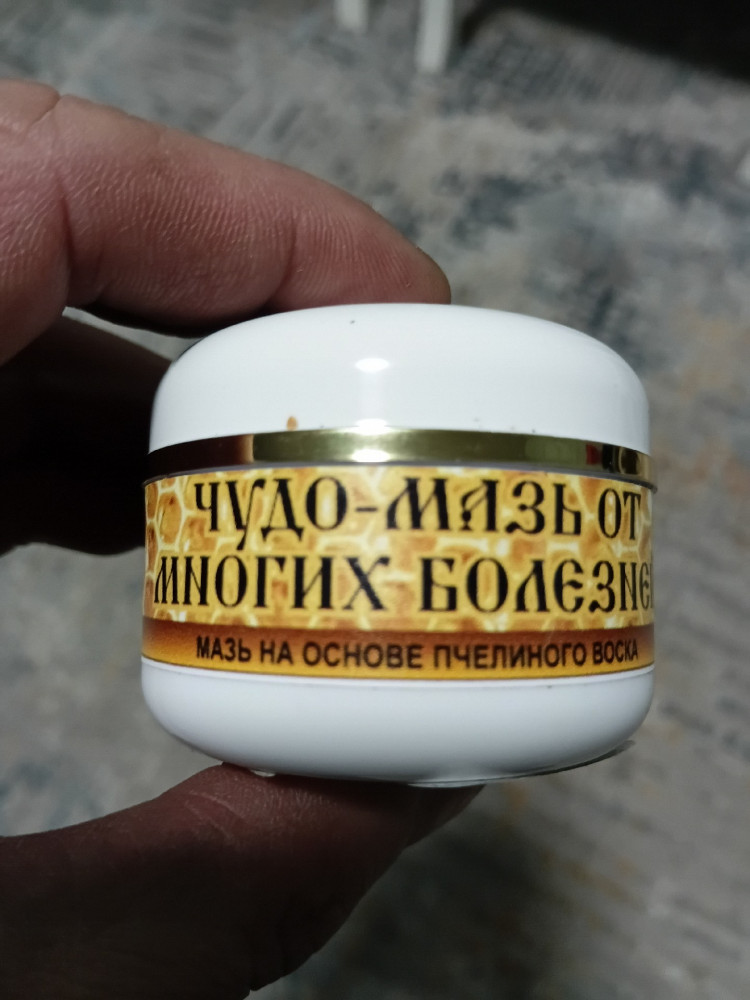 ЧУДО-МАЗЬ ОТ
МНОГИХ БОЛЕЗНЕ
МАЗЬ НА ОСНОВЕ ПЧЕЛИНОГО ВОСКА